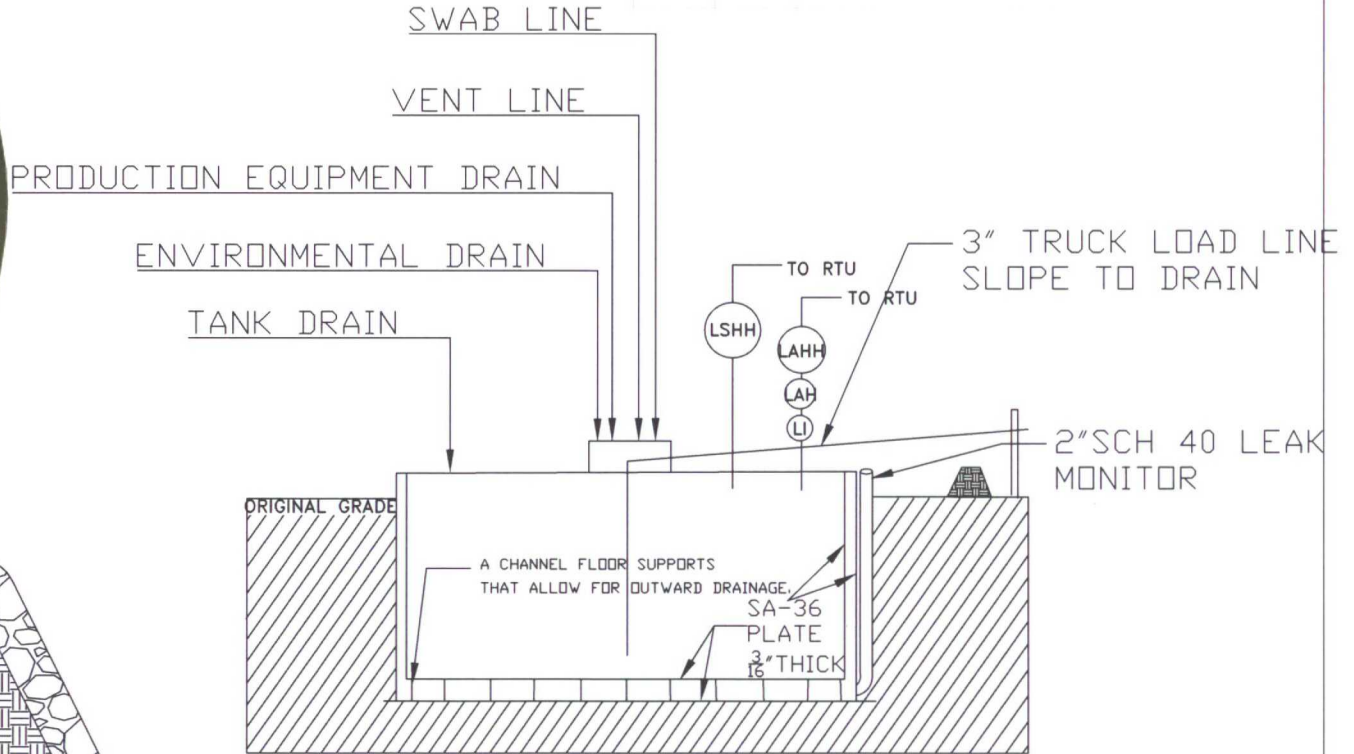 SWAB LINE
VENT LINE
PRODUCTION EQUIPMENT DRAIN
ENVIRONMENTAL DRAIN
TANK DRAIN
3" TRUCK LOAD LINE
SLOPE TO DRAIN
TO RTU
TO RTU
LSHH
LAHH
LAH
LI
2"SCH 40 LEAK
MONITOR
ORIGINAL GRADE
A CHANNEL FLOOR SUPPORTS
THAT ALLOW FOR OUTWARD DRAINAGE.
SA-36
PLATE
3/16"THICK